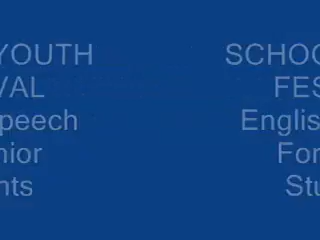 YOUTH SCHOO
VAL FES
peech Englis
nior For
nts Stu